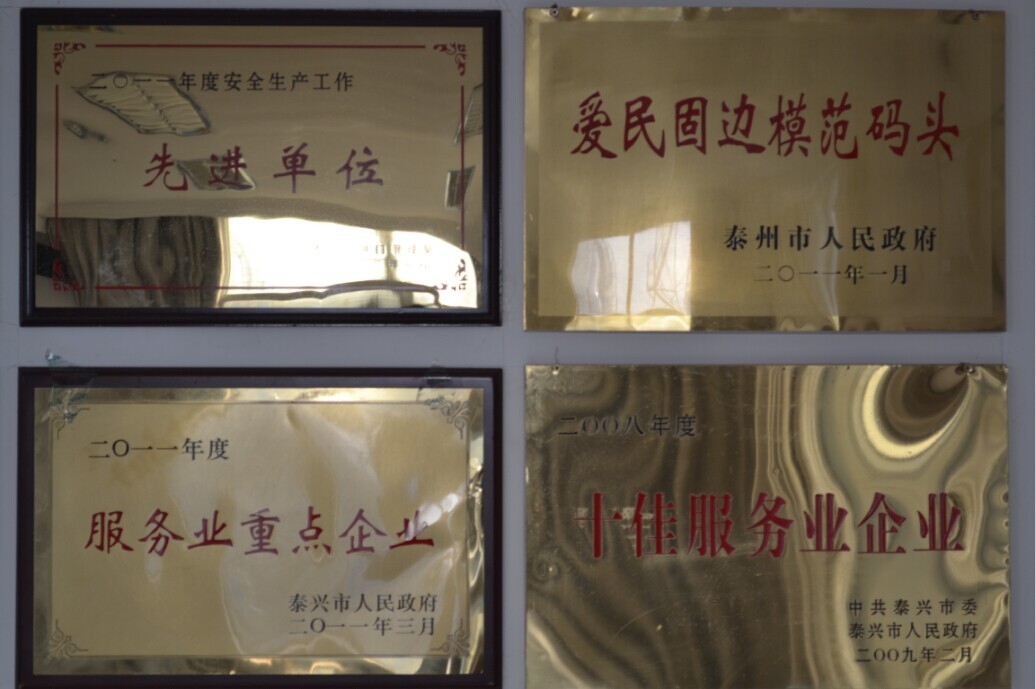 二〇一一年度安全生产工作
先进单位
爱民固边模范码头
泰州市人民政府
二〇一一年一月
二〇一一年度
服务业重点企业
泰兴市人民政府
二〇一一年三月
二〇〇八年度
十佳服务业企业
中共泰兴市委
泰兴市人民政府
二〇〇九年二月